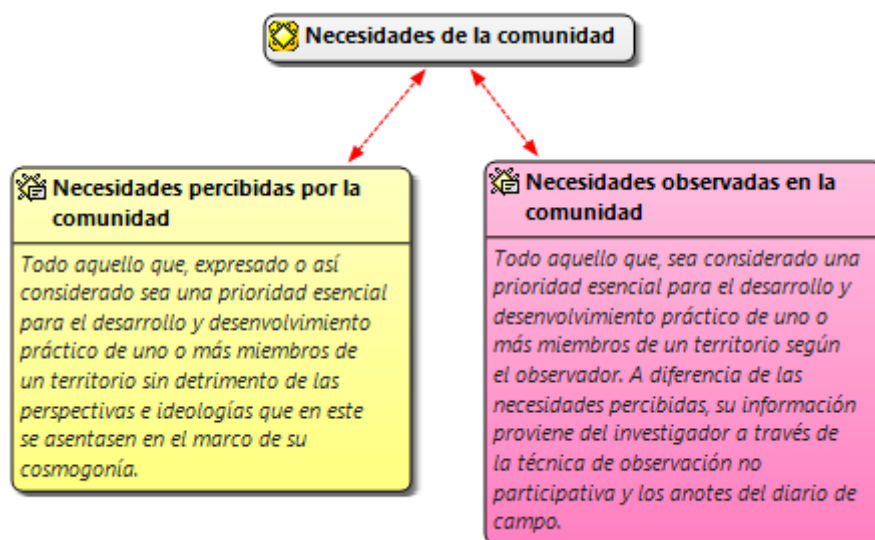 Necesidades de la comunidad
Necesidades percibidas por la
comunidad
Todo aquello que, expresado o así
considerado sea una prioridad esencial
para el desarrollo y desenvolvimiento
práctico de uno o más miembros de
un territorio sin detrimento de las
perspectivas e ideologías que en este
se asentasen en el marco de su
cosmogonía.
Necesidades observadas en la
comunidad
Todo aquello que, sea considerado una
prioridad esencial para el desarrollo y
desenvolvimiento práctico de uno o
más miembros de un territorio según
el observador. A diferencia de las
necesidades percibidas, su información
proviene del investigador a través de
la técnica de observación no
participativa y los anotes del diario de
campo.